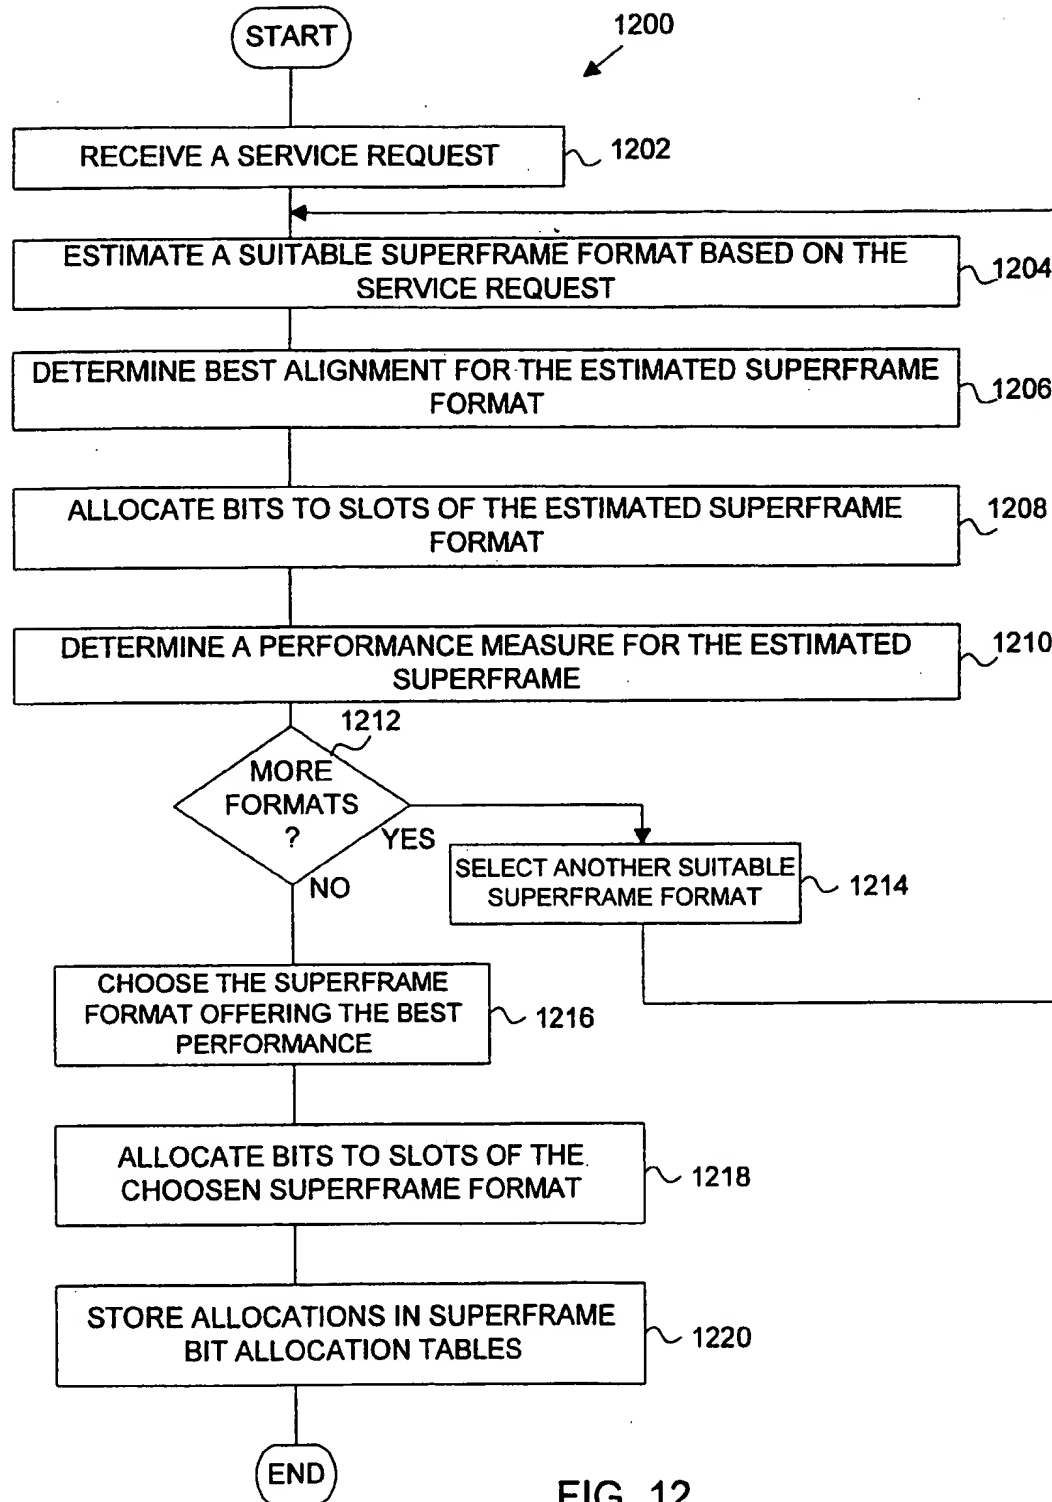 START
1200
RECEIVE A SERVICE REQUEST
1202
ESTIMATE A SUITABLE SUPERFRAME FORMAT BASED ON THE
SERVICE REQUEST
1204
DETERMINE BEST ALIGNMENT FOR THE ESTIMATED SUPERFRAME
FORMAT
1206
ALLOCATE BITS TO SLOTS OF THE ESTIMATED SUPERFRAME
FORMAT
1208
DETERMINE A PERFORMANCE MEASURE FOR THE ESTIMATED
SUPERFRAME
1210
1212
MORE
FORMATS
?
YES
NO
SELECT ANOTHER SUITABLE
SUPERFRAME FORMAT
1214
CHOOSE THE SUPERFRAME
FORMAT OFFERING THE BEST
PERFORMANCE
1216
ALLOCATE BITS TO SLOTS OF THE
CHOOSEN SUPERFRAME FORMAT
1218
STORE ALLOCATIONS IN SUPERFRAME
BIT ALLOCATION TABLES
1220
END
FIG. 12